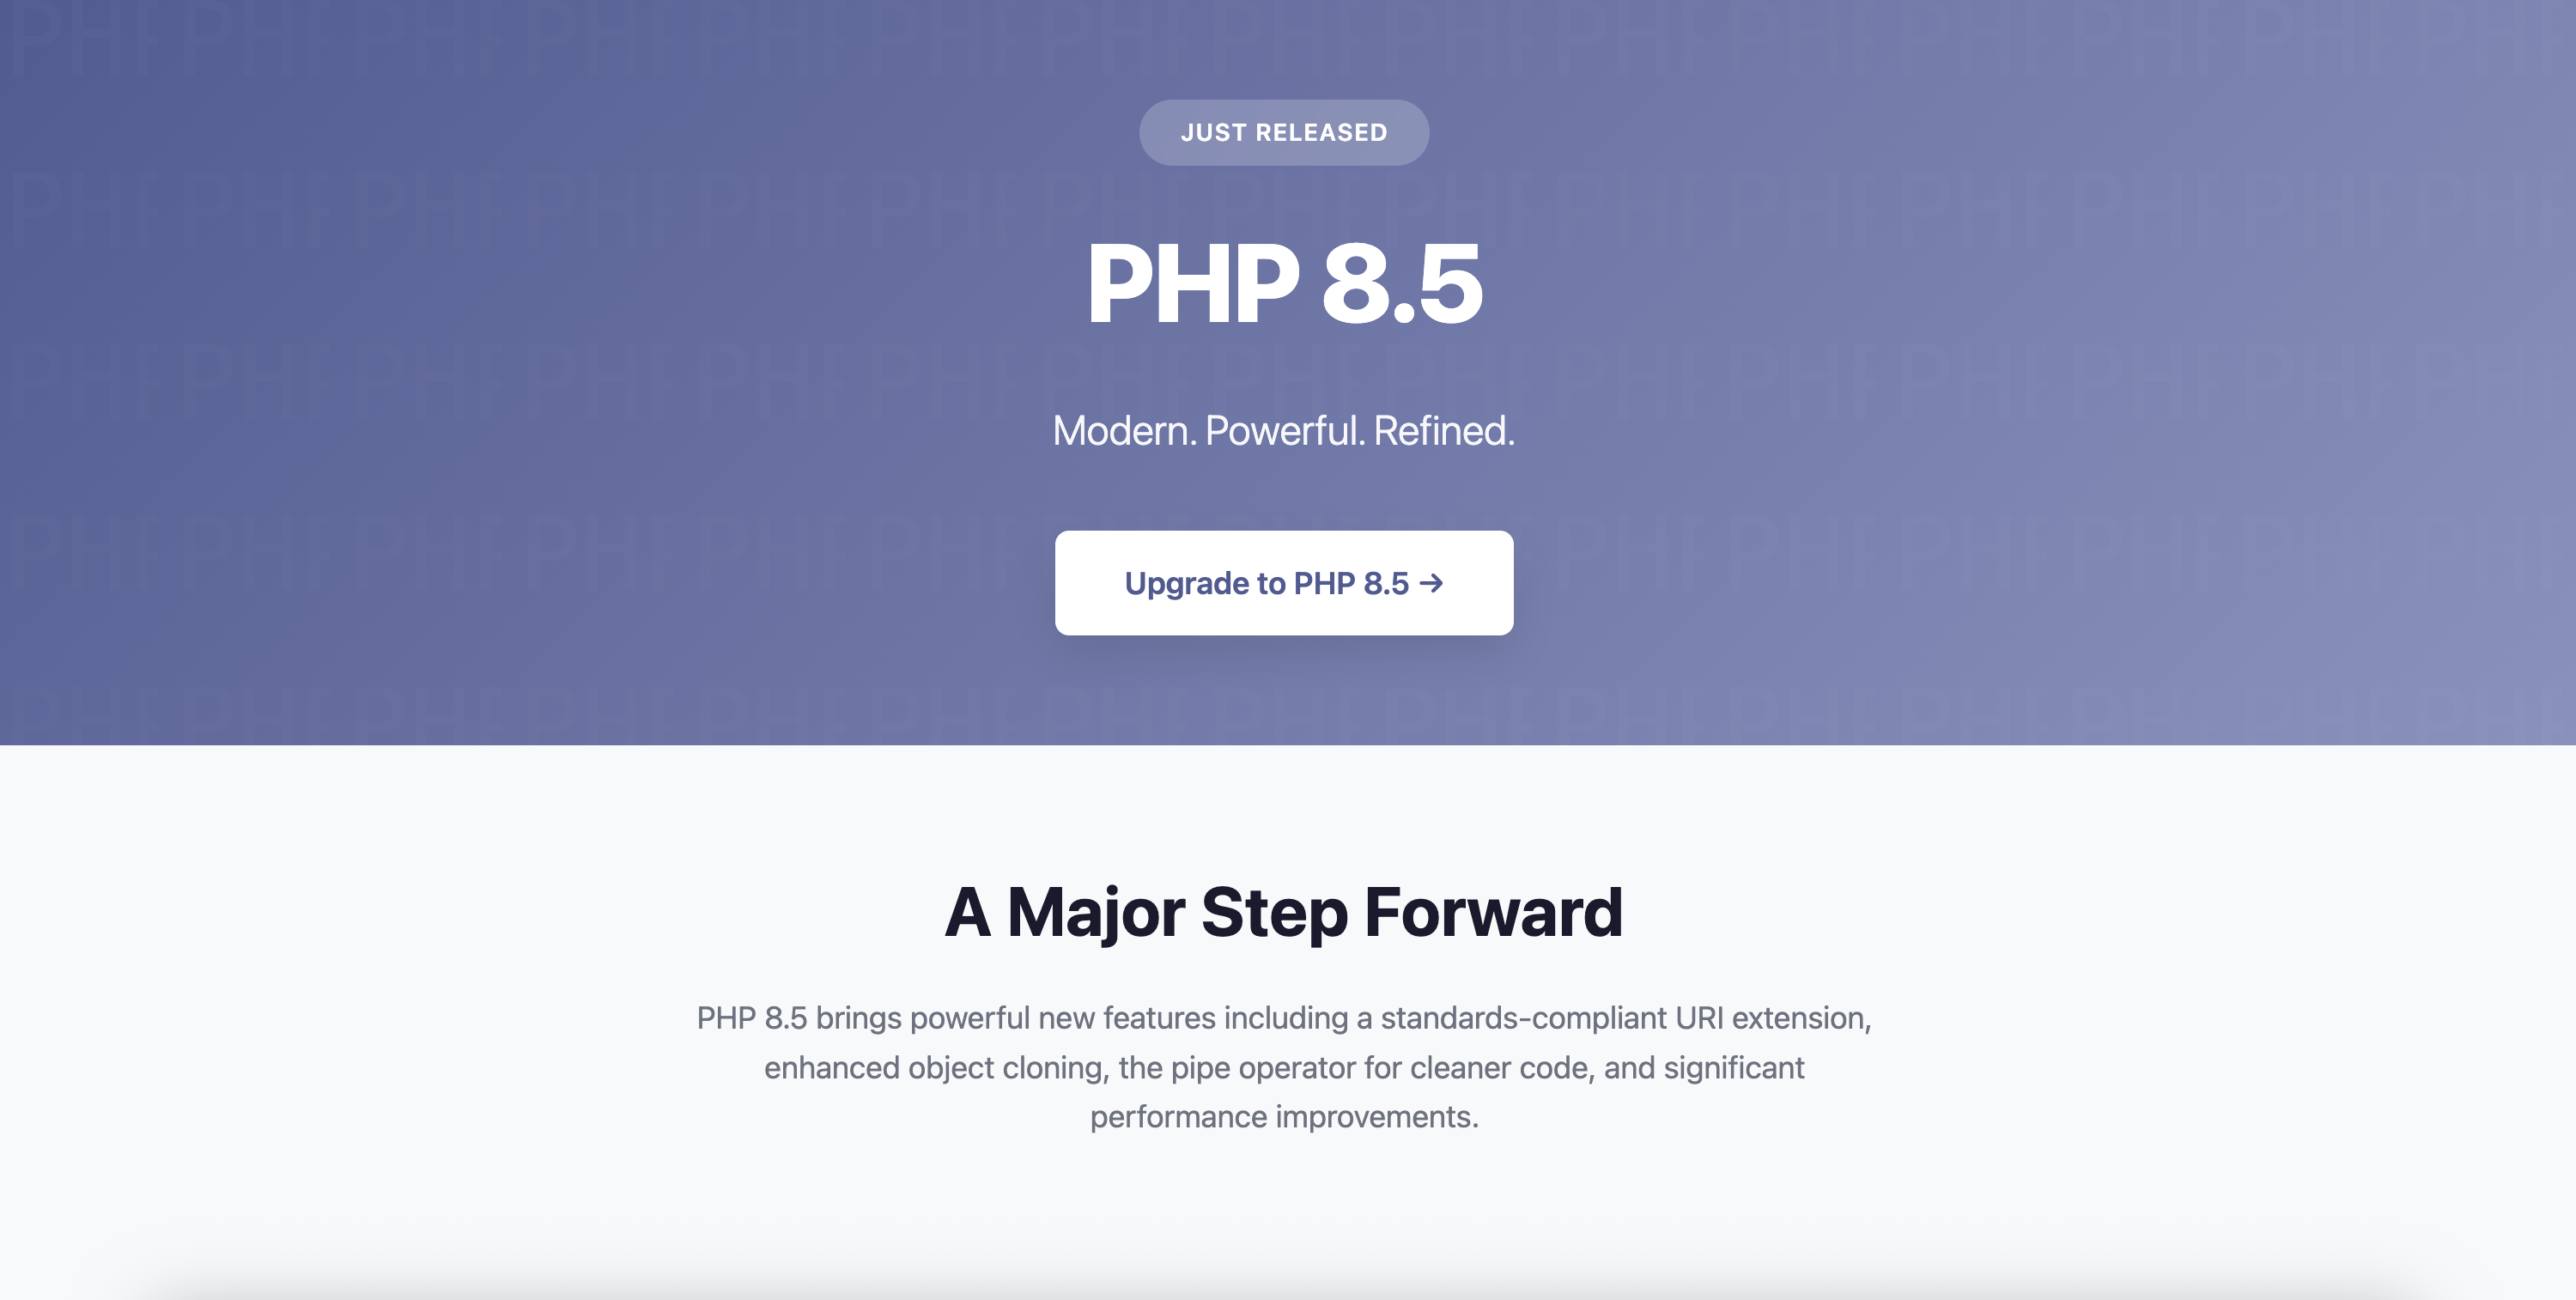 JUST RELEASED
PHP 8.5
Modern. Powerful. Refined.
Upgrade to PHP 8.5 →
A Major Step Forward
PHP 8.5 brings powerful new features including a standards-compliant URI extension,
enhanced object cloning, the pipe operator for cleaner code, and significant
performance improvements.